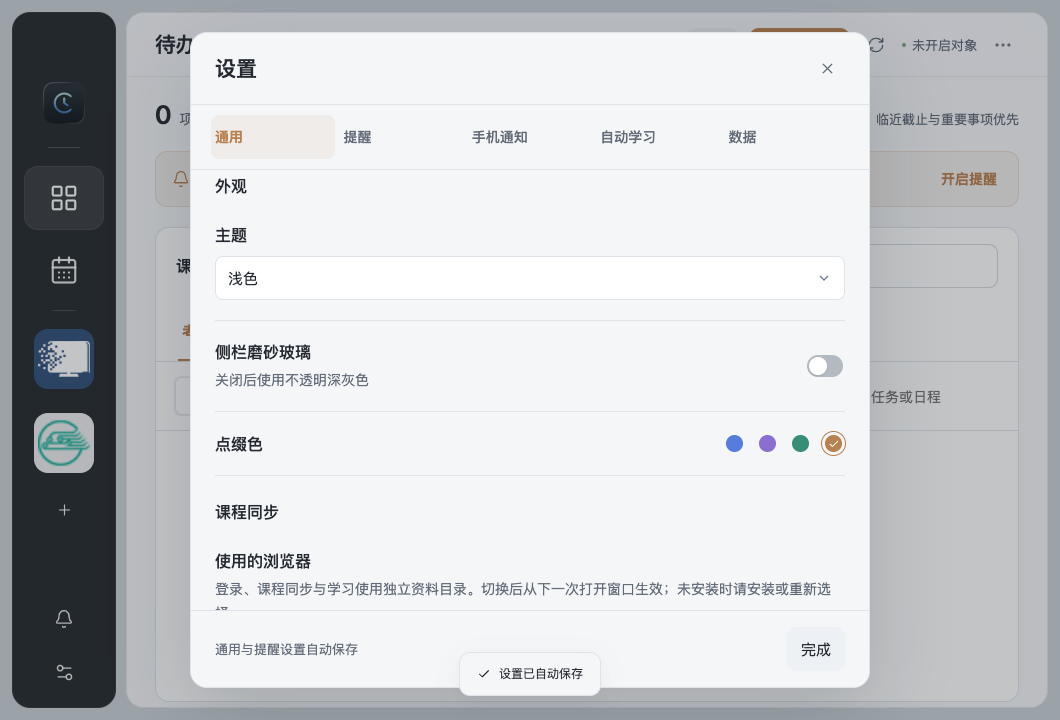 待办
未开启对象
0 项
临近截止与重要事项优先
开启提醒
任务或日程
设置
通用
提醒
手机通知
自动学习
数据
外观
主题
浅色
侧栏磨砂玻璃
关闭后使用不透明深灰色
点缀色
课程同步
使用的浏览器
登录、课程同步与学习使用独立资料目录。切换后从下一次打开窗口生效；未安装时请安装或重新选
通用与提醒设置自动保存
完成
设置已自动保存